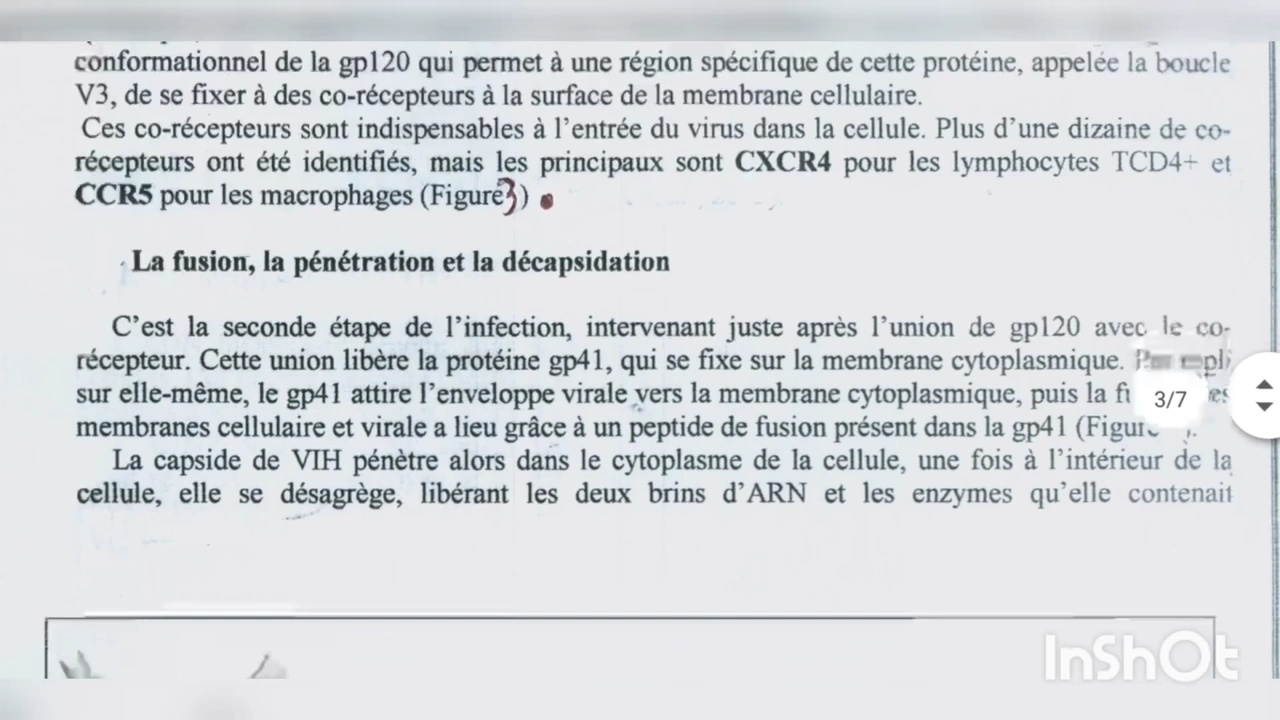 conformationnel de la gp120 qui permet à une région spécifique de cette protéine, appelée la boucle
V3, de se fixer à des co-récepteurs à la surface de la membrane cellulaire.
Ces co-récepteurs sont indispensables à l'entrée du virus dans la cellule. Plus d'une dizaine de co-
récepteurs ont été identifiés, mais les principaux sont CXCR4 pour les lymphocytes TCD4+ et
CCR5 pour les macrophages (Figure 3).
La fusion, la pénétration et la décapsidation
C'est la seconde étape de l'infection, intervenant juste après l'union de gp120 avec le co-
récepteur. Cette union libère la protéine gp41, qui se fixe sur la membrane cytoplasmique.
sur elle-même, le gp41 attire l'enveloppe virale vers la membrane cytoplasmique, puis la
3/7
membranes cellulaire et virale a lieu grâce à un peptide de fusion présent dans la gp41
La capside de VIH pénètre alors dans le cytoplasme de la cellule, une fois à l'intérieur de la
cellule, elle se désagrège, libérant les deux brins d'ARN et les enzymes qu'elle contenait
InShOt